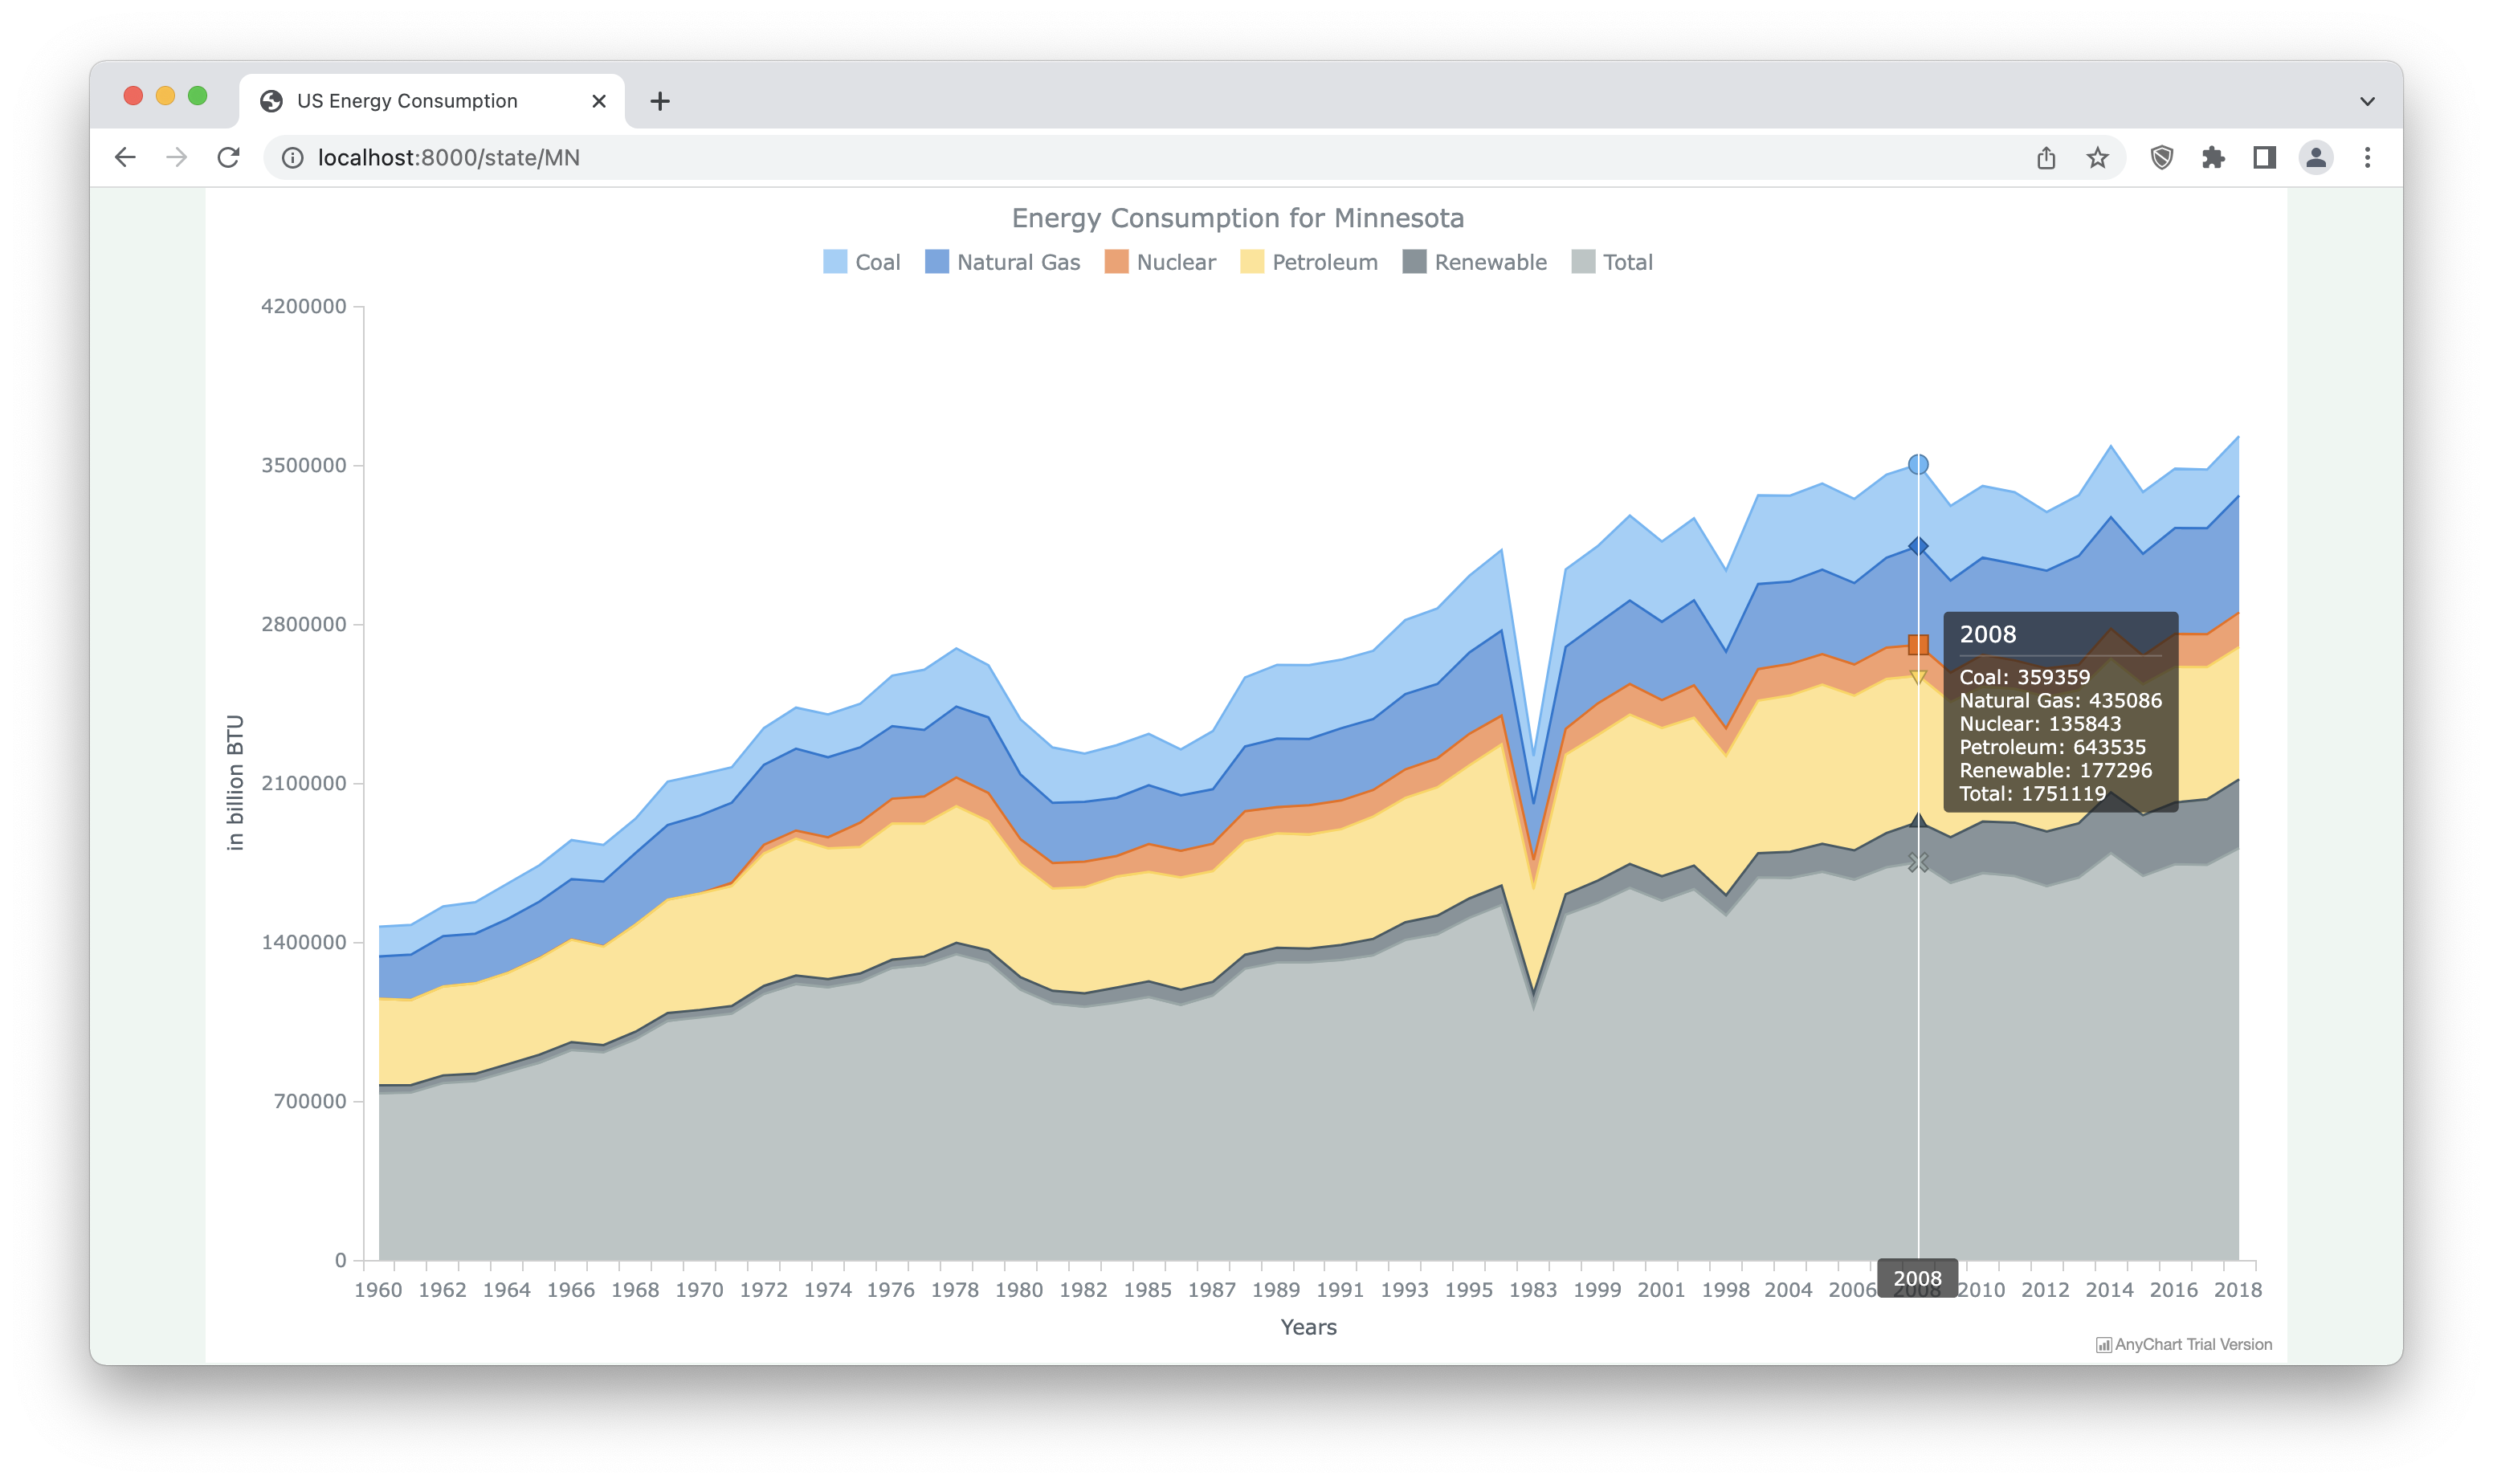 US Energy Consumption
localhost:8000/state/MN
Energy Consumption for Minnesota
Coal Natural Gas Nuclear Petroleum Renewable Total
4200000
3500000
2800000
2100000
1400000
700000
0
in billion BTU
2008
Coal: 359359
Natural Gas: 435086
Nuclear: 135843
Petroleum: 643535
Renewable: 177296
Total: 1751119
1960 1962 1964 1966 1968 1970 1972 1974 1976 1978 1980 1982 1985 1987 1989 1991 1993 1995 1983 1999 2001 1998 2004 2006 2008 2010 2012 2014 2016 2018
2008
Years
AnyChart Trial Version